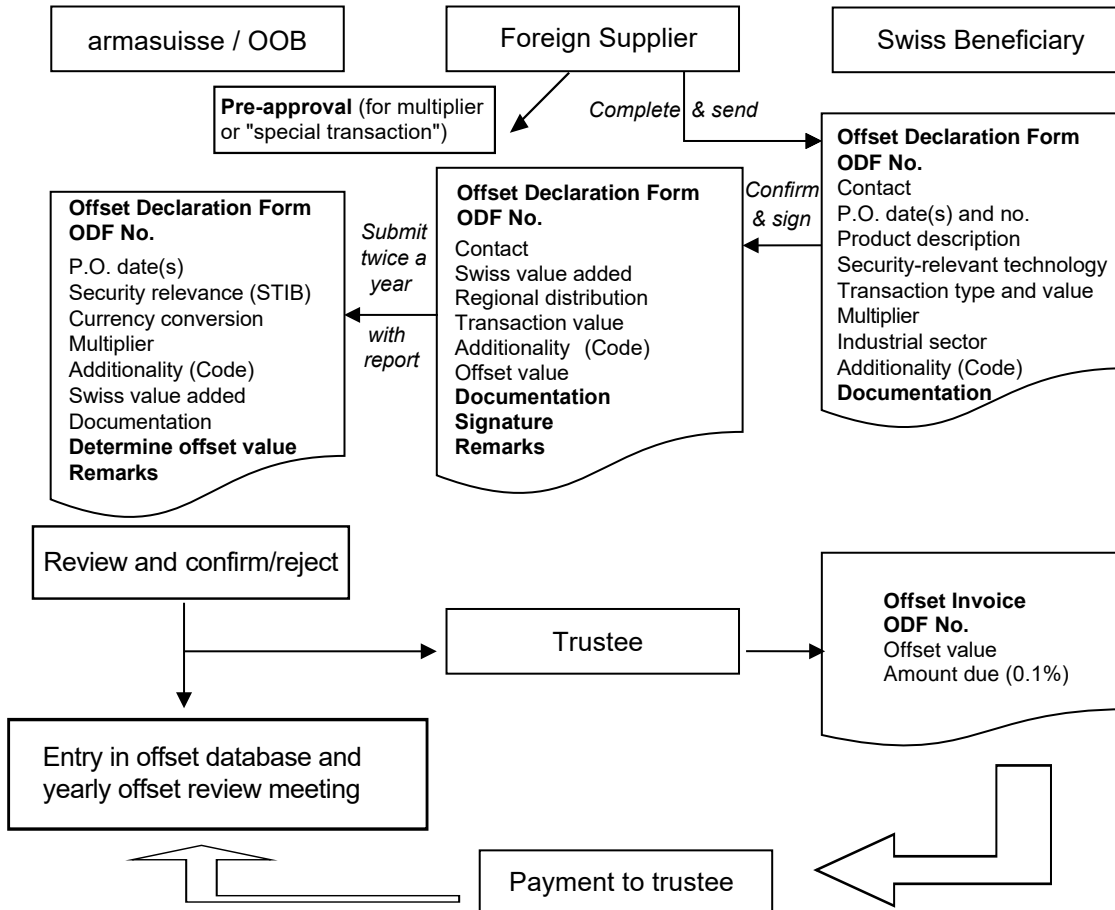 armasuisse / OOB
Foreign Supplier
Swiss Beneficiary
Pre-approval (for multiplier
or "special transaction")
Complete & send
Offset Declaration Form
ODF No.
Contact
P.O. date(s) and no.
Product description
Security-relevant technology
Transaction type and value
Multiplier
Industrial sector
Additionality (Code)
Documentation
Confirm
& sign
Offset Declaration Form
ODF No.
Contact
Swiss value added
Regional distribution
Transaction value
Additionality (Code)
Offset value
Documentation
Signature
Remarks
Submit
twice a
year
with
report
Offset Declaration Form
ODF No.
P.O. date(s)
Security relevance (STIB)
Currency conversion
Multiplier
Additionality (Code)
Swiss value added
Documentation
Determine offset value
Remarks
Review and confirm/reject
Trustee
Offset Invoice
ODF No.
Offset value
Amount due (0.1%)
Entry in offset database and
yearly offset review meeting
Payment to trustee